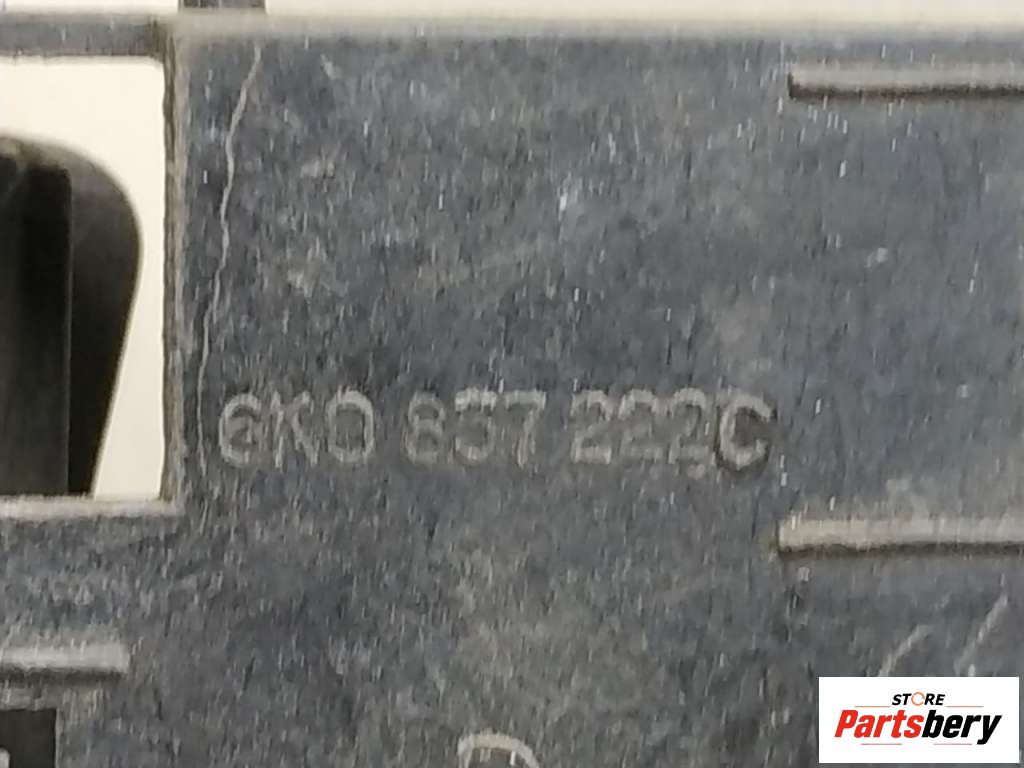 6K0 837 222C
STORE
Partsbery